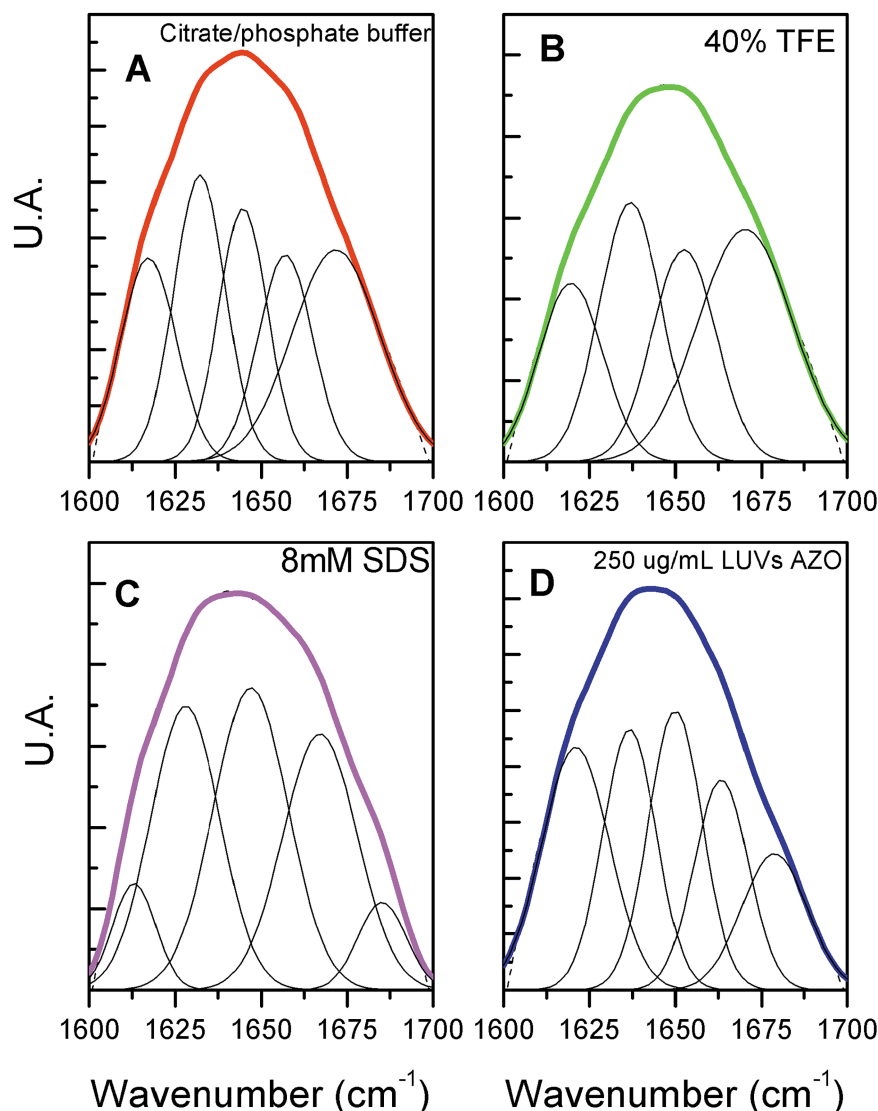 Citrate/phosphate buffer
A
U.A.
1600 1625 1650 1675 1700
40% TFE
B
1600 1625 1650 1675 1700
8mM SDS
C
U.A.
1600 1625 1650 1675 1700
Wavenumber (cm⁻¹)
250 ug/mL LUVs AZO
D
1600 1625 1650 1675 1700
Wavenumber (cm⁻¹)